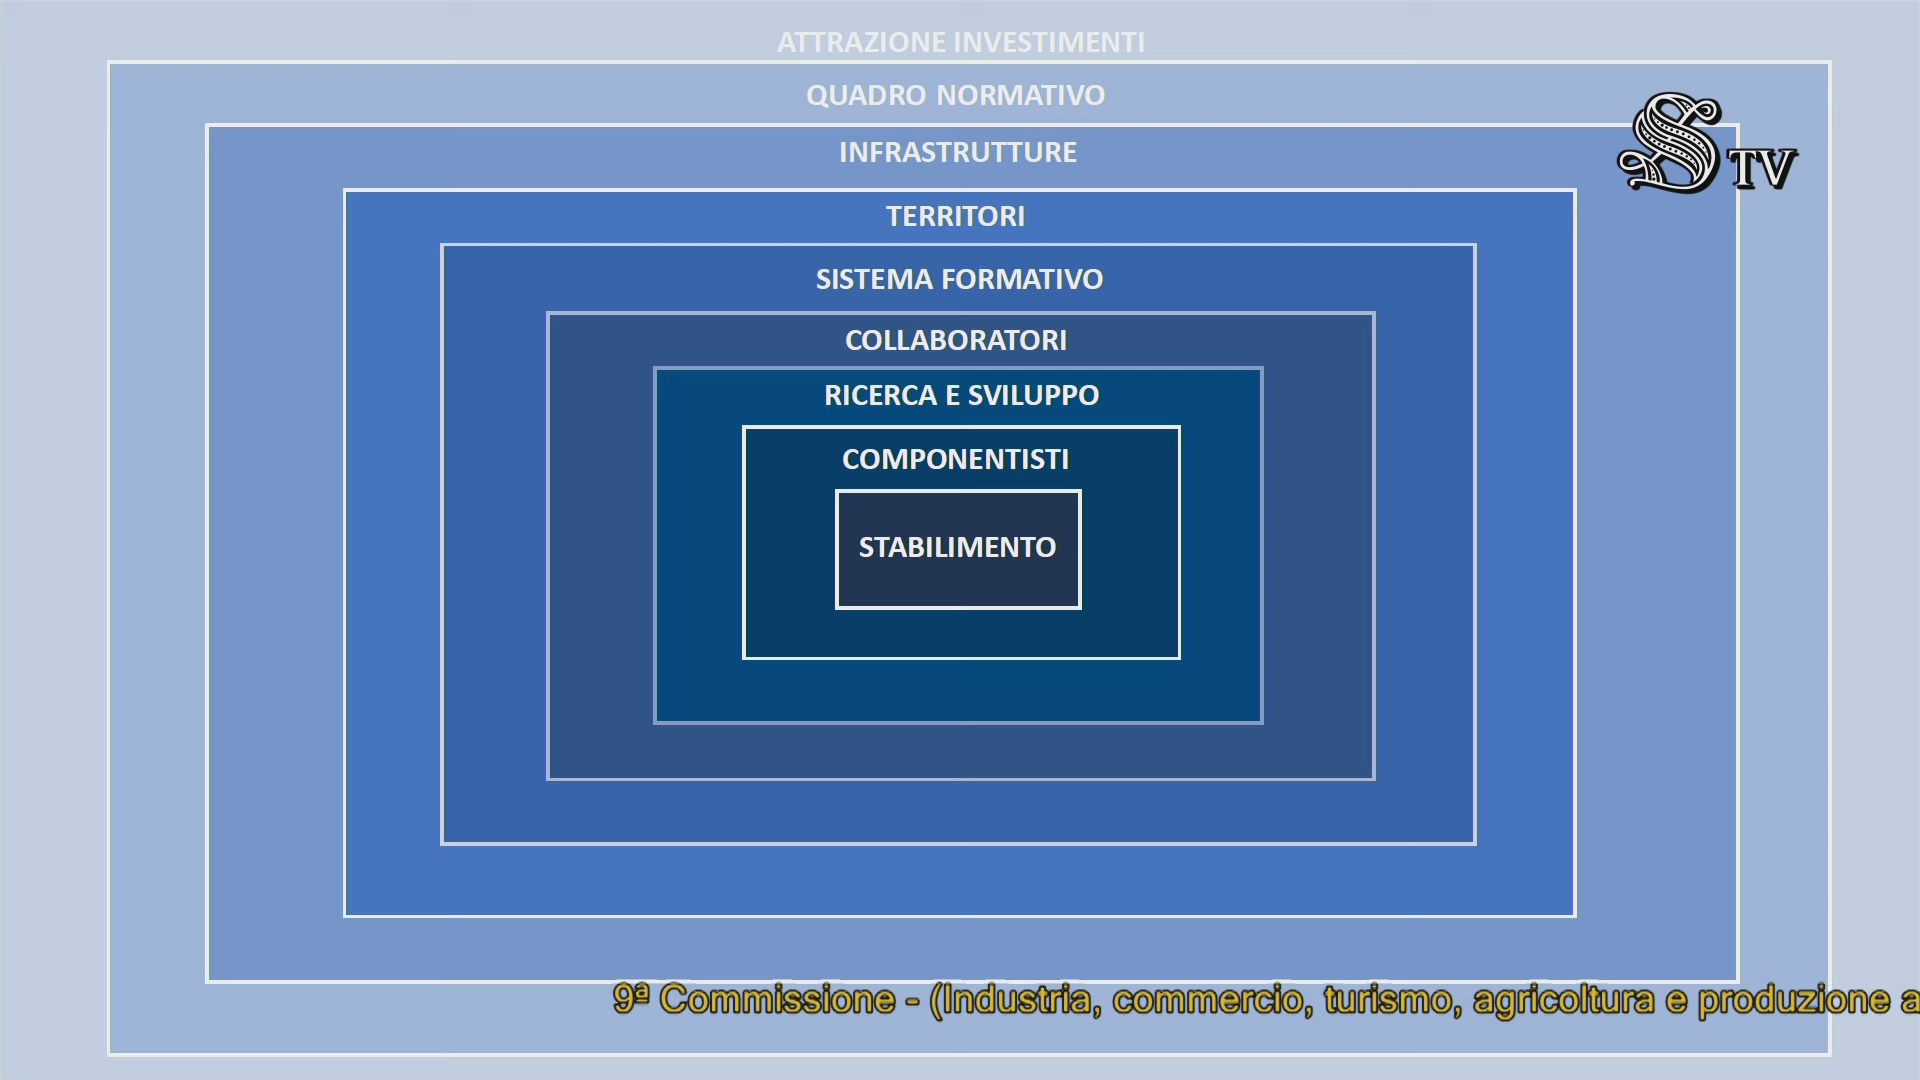 ATTRAZIONE INVESTIMENTI
QUADRO NORMATIVO
INFRASTRUTTURE
S TV
TERRITORI
SISTEMA FORMATIVO
COLLABORATORI
RICERCA E SVILUPPO
COMPONENTISTI
STABILIMENTO
9ª Commissione - (Industria, commercio, turismo, agricoltura e produzione a